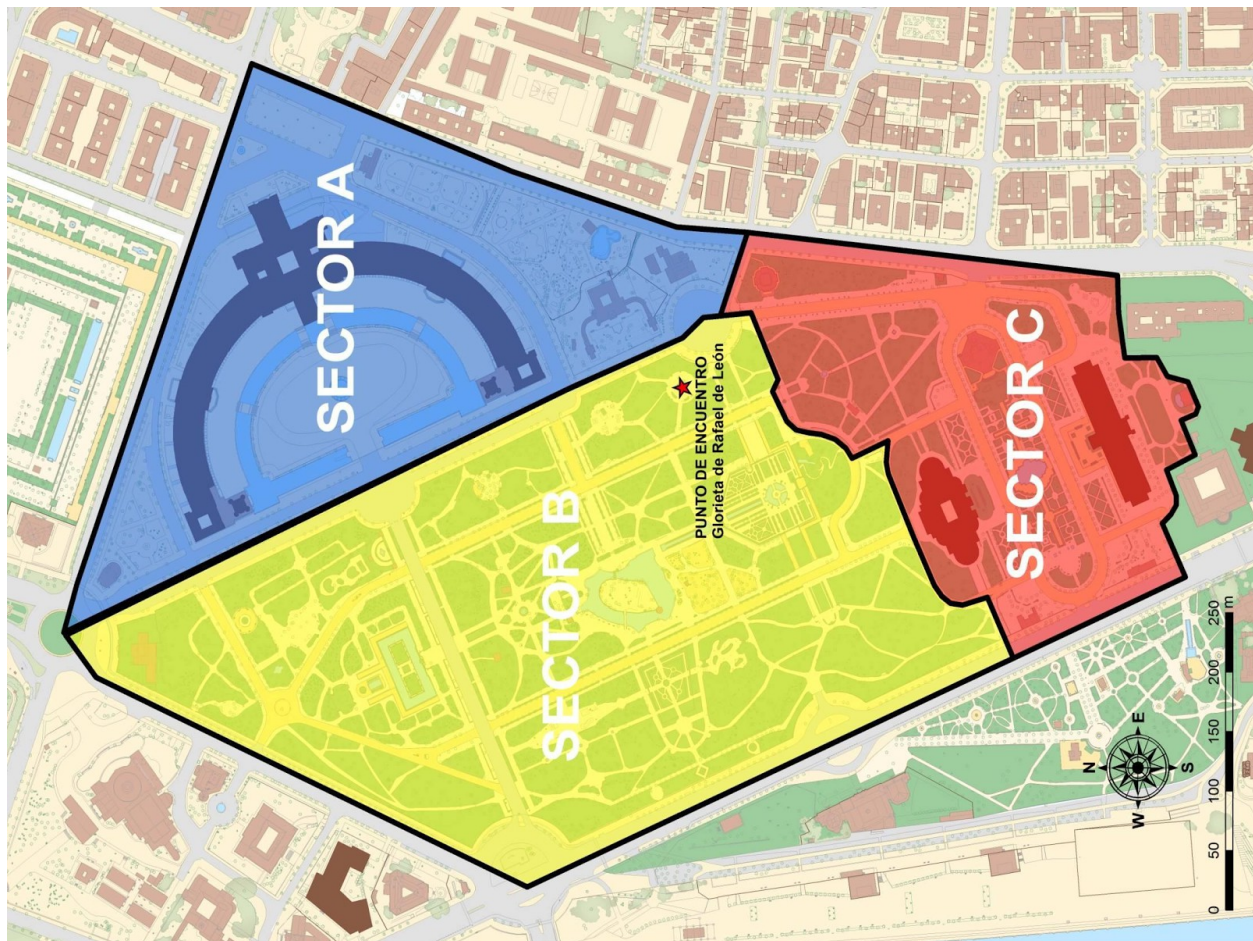 SECTOR A
SECTOR B
PUNTO DE ENCUENTRO
Glorieta de Rafael de León
SECTOR C
N
W
E
S
0 50 100 150 200 250
m